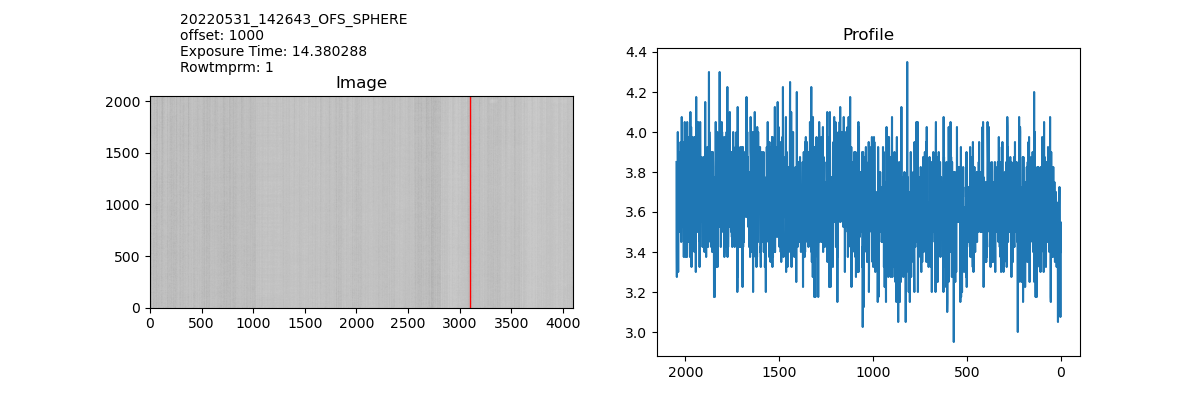 20220531_142643_OFS_SPHERE
offset: 1000
Exposure Time: 14.380288
Rowtmprm: 1
Image
2000
1500
1000
500
0
0 500 1000 1500 2000 2500 3000 3500 4000
Profile
4.4
4.2
4.0
3.8
3.6
3.4
3.2
3.0
2000 1500 1000 500 0